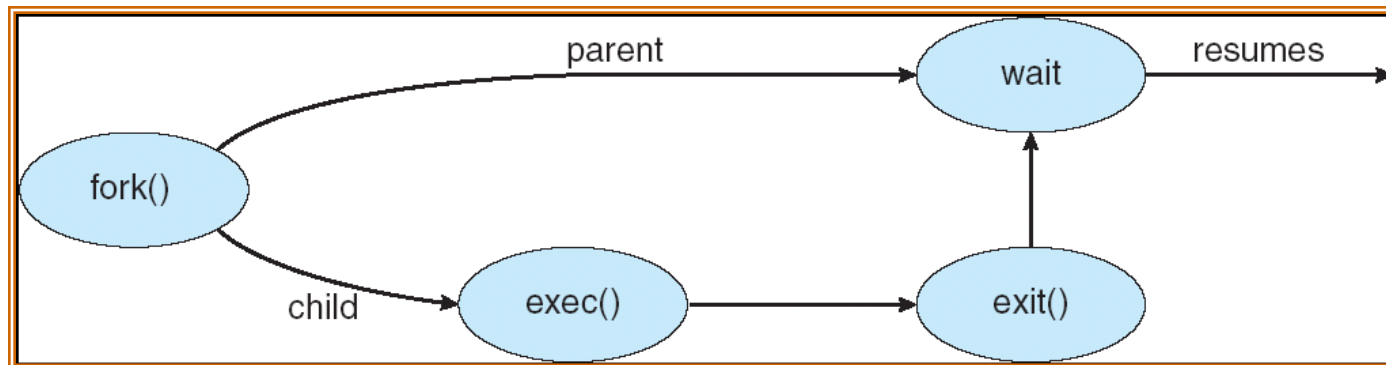 parent
wait
resumes
fork()
child
exec()
exit()